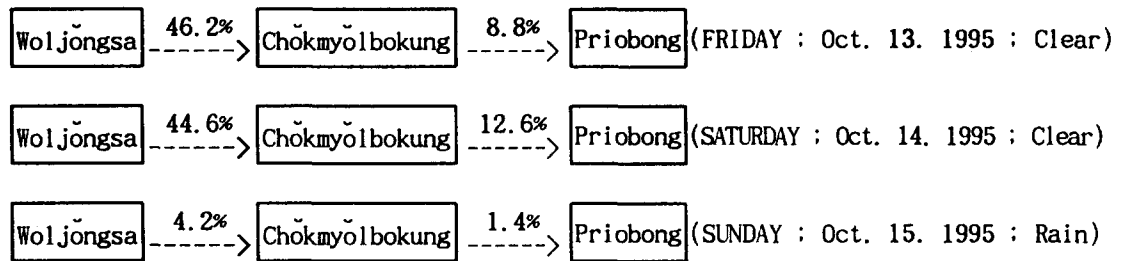 Woljŏngsa 46.2% Chŏkmyŏlbokung 8.8% Priobong (FRIDAY ; Oct. 13. 1995 ; Clear)
Woljŏngsa 44.6% Chŏkmyŏlbokung 12.6% Priobong (SATURDAY ; Oct. 14. 1995 ; Clear)
Woljŏngsa 4.2% Chŏkmyŏlbokung 1.4% Priobong (SUNDAY ; Oct. 15. 1995 ; Rain)